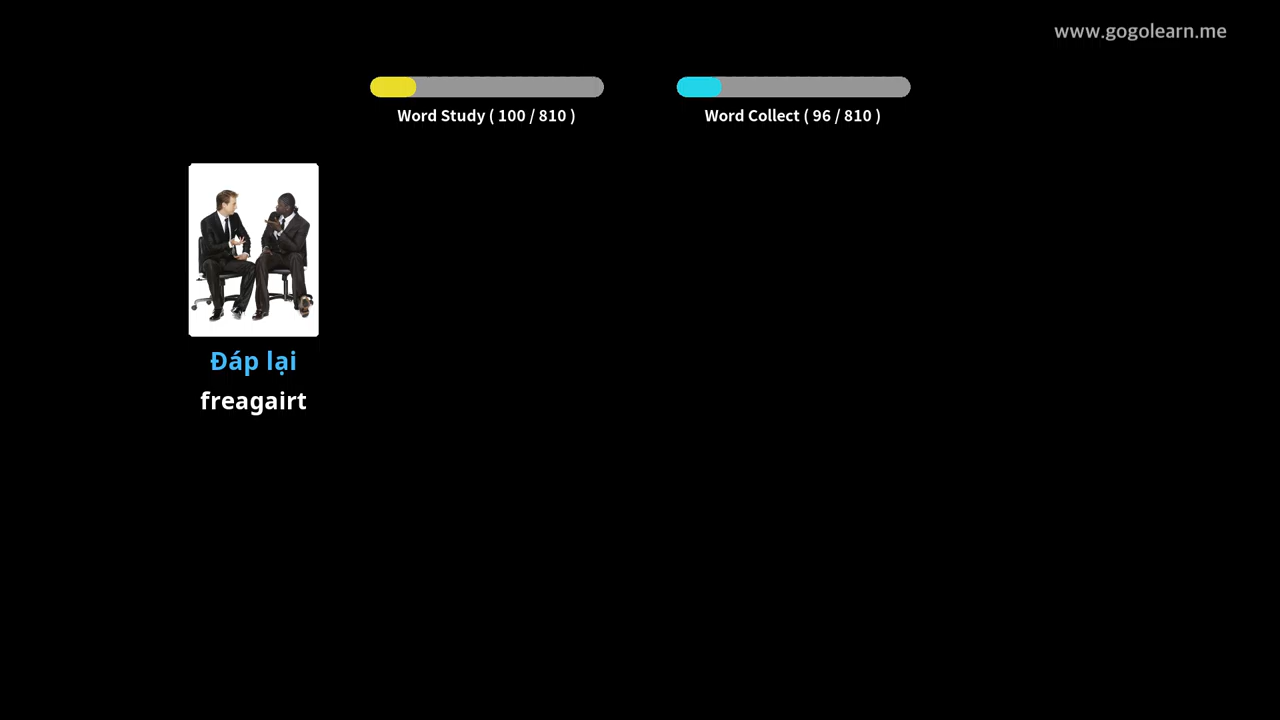 www.gogolearn.me
Word Study ( 100 / 810 )
Word Collect ( 96 / 810 )
Đáp lại
freagairt